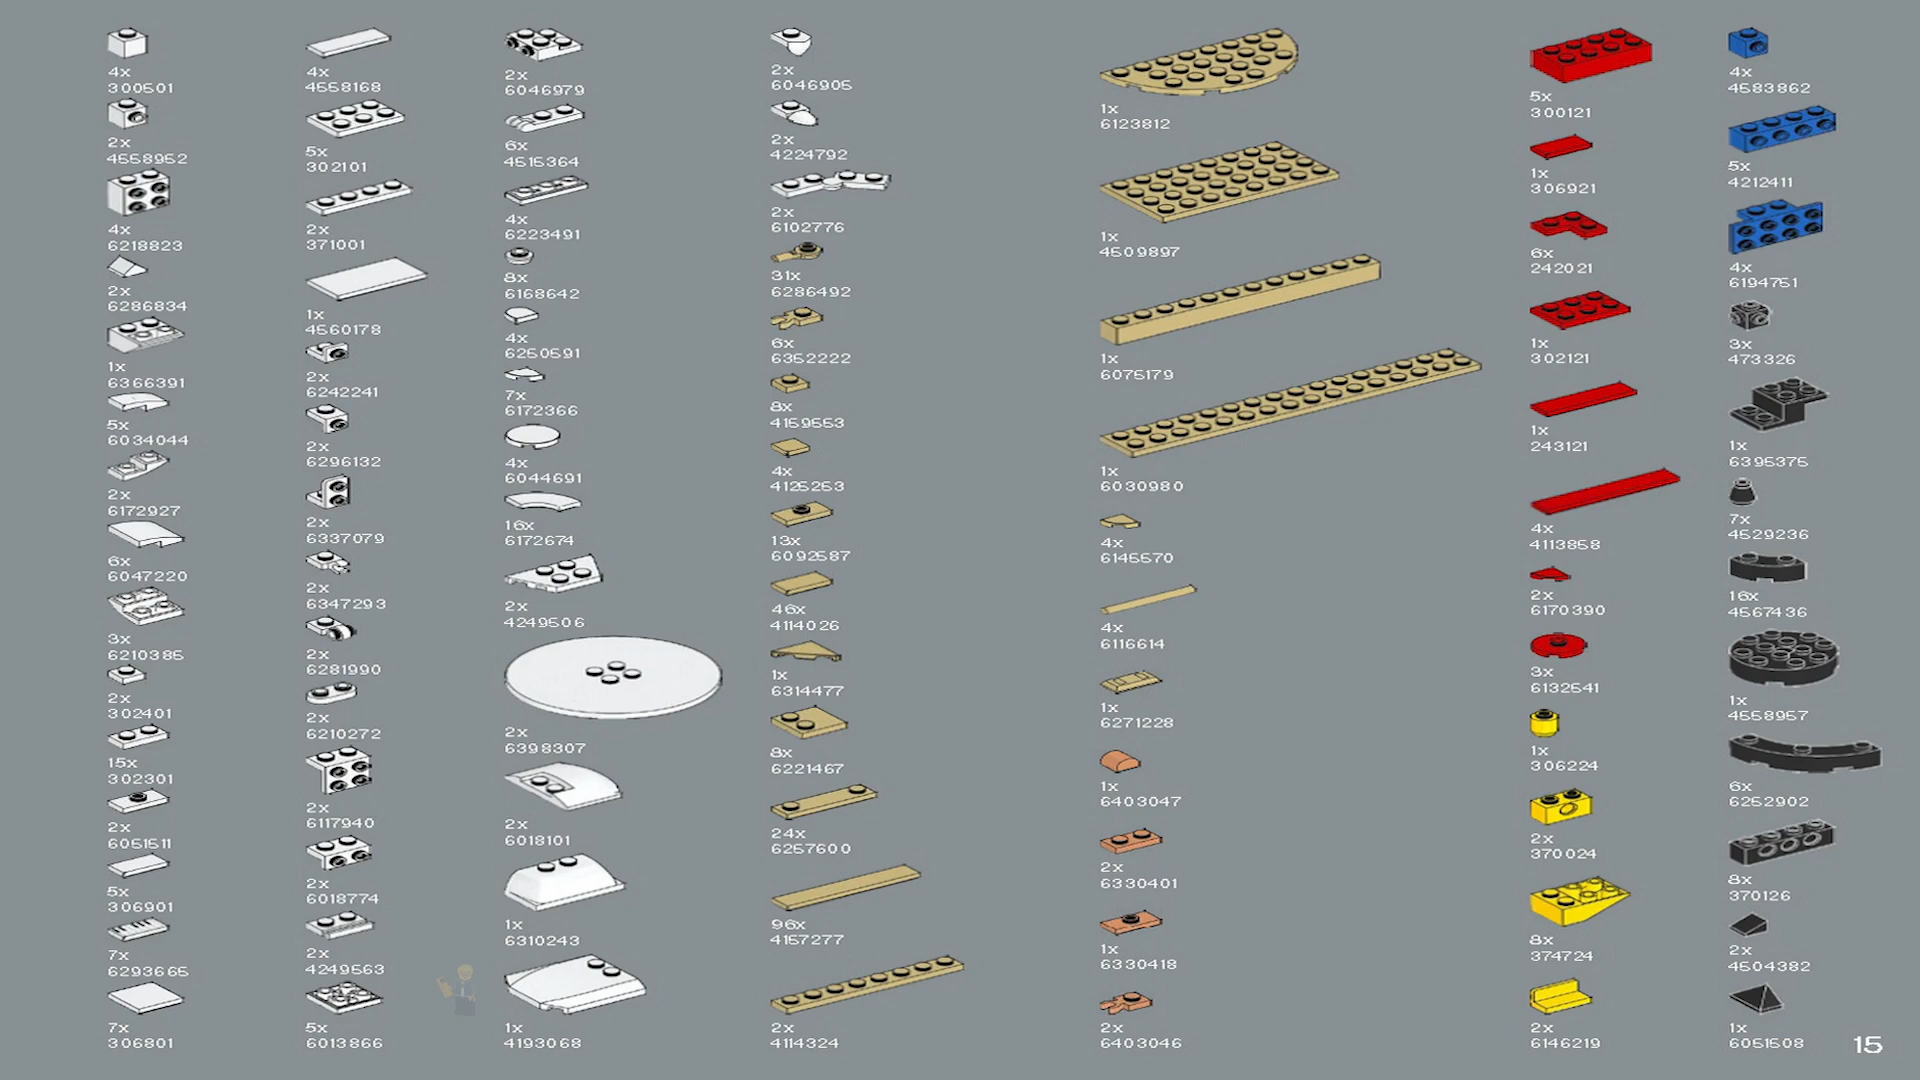 4x
300501
2x
4558952
4x
6218823
2x
6286834
1x
6366391
5x
6034044
2x
6172927
6x
6047220
3x
6210385
2x
302401
15x
302301
2x
6051511
5x
306901
7x
6293665
7x
306801
4x
4558168
5x
302101
2x
371001
1x
4560178
2x
6242241
2x
6296132
2x
6337079
2x
6347293
2x
6281990
2x
6210272
2x
6117940
2x
6018774
2x
4249563
5x
6013866
2x
6046979
6x
4515364
4x
6223491
8x
6168642
4x
6250591
7x
6172366
4x
6044691
16x
6172674
2x
4249506
2x
6398307
2x
6018101
1x
6310243
1x
4193068
2x
6046905
2x
4224792
2x
6102776
31x
6286492
6x
6352222
8x
4159553
4x
4125253
13x
6092587
46x
4114026
1x
6314477
8x
6221467
24x
6257600
96x
4157277
2x
4114324
1x
6123812
1x
4509897
1x
6075179
1x
6030980
4x
6145570
4x
6116614
1x
6271228
1x
6403047
2x
6330401
1x
6330418
2x
6403046
5x
300121
1x
306921
6x
242021
1x
302121
1x
243121
4x
4113858
2x
6170390
3x
6132541
1x
306224
2x
370024
8x
374724
2x
6146219
4x
4583862
5x
4212411
4x
6194751
3x
473326
1x
6395375
7x
4529236
16x
4567436
1x
4558957
6x
6252902
8x
370126
2x
4504382
1x
6051508
15